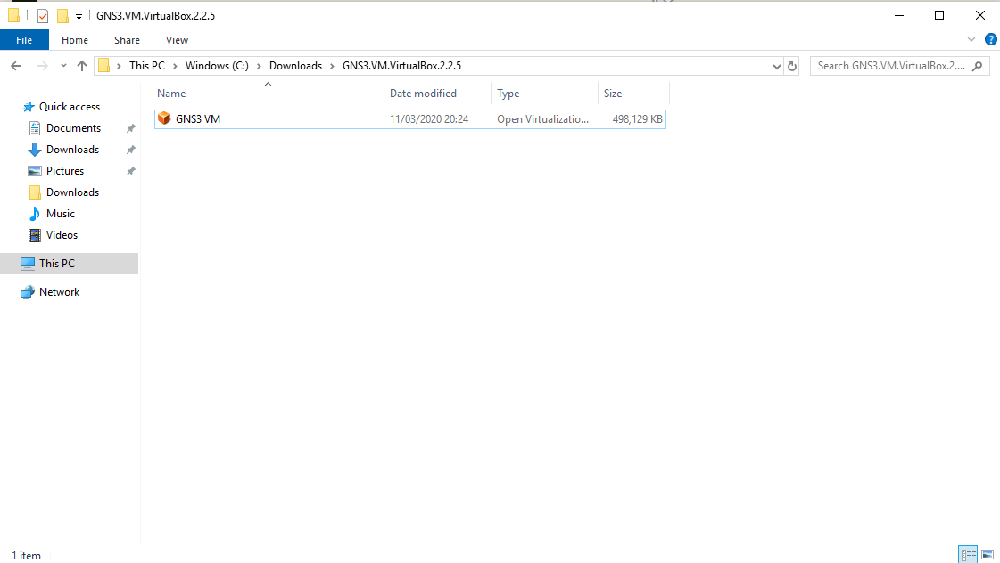 GNS3.VM.VirtualBox.2.2.5
File Home Share View
This PC Windows (C:) Downloads GNS3.VM.VirtualBox.2.2.5 Search GNS3.VM.VirtualBox.2....
Name Date modified Type Size
GNS3 VM 11/03/2020 20:24 Open Virtualizatio... 498,129 KB
Quick access
Documents
Downloads
Pictures
Downloads
Music
Videos
This PC
Network
1 item